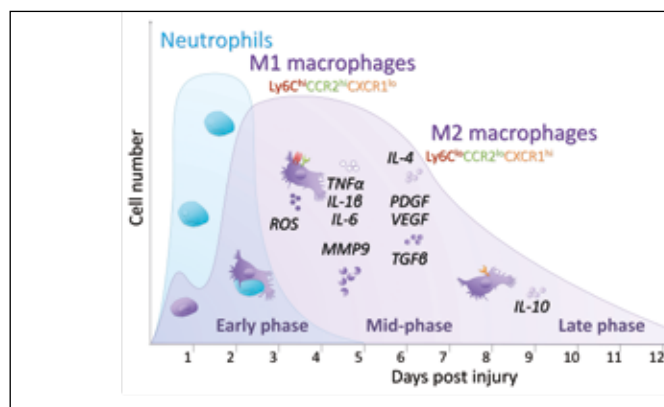 Neutrophils
M1 macrophages
Ly6ChiCCR2hiCXCR1lo
M2 macrophages
Ly6CloCCR2loCXCR1hi
Cell number
IL-4
TNFα
IL-1β
IL-6
ROS
PDGF
VEGF
MMP9
TGFβ
IL-10
Early phase
Mid-phase
Late phase
1 2 3 4 5 6 7 8 9 10 11 12
Days post injury